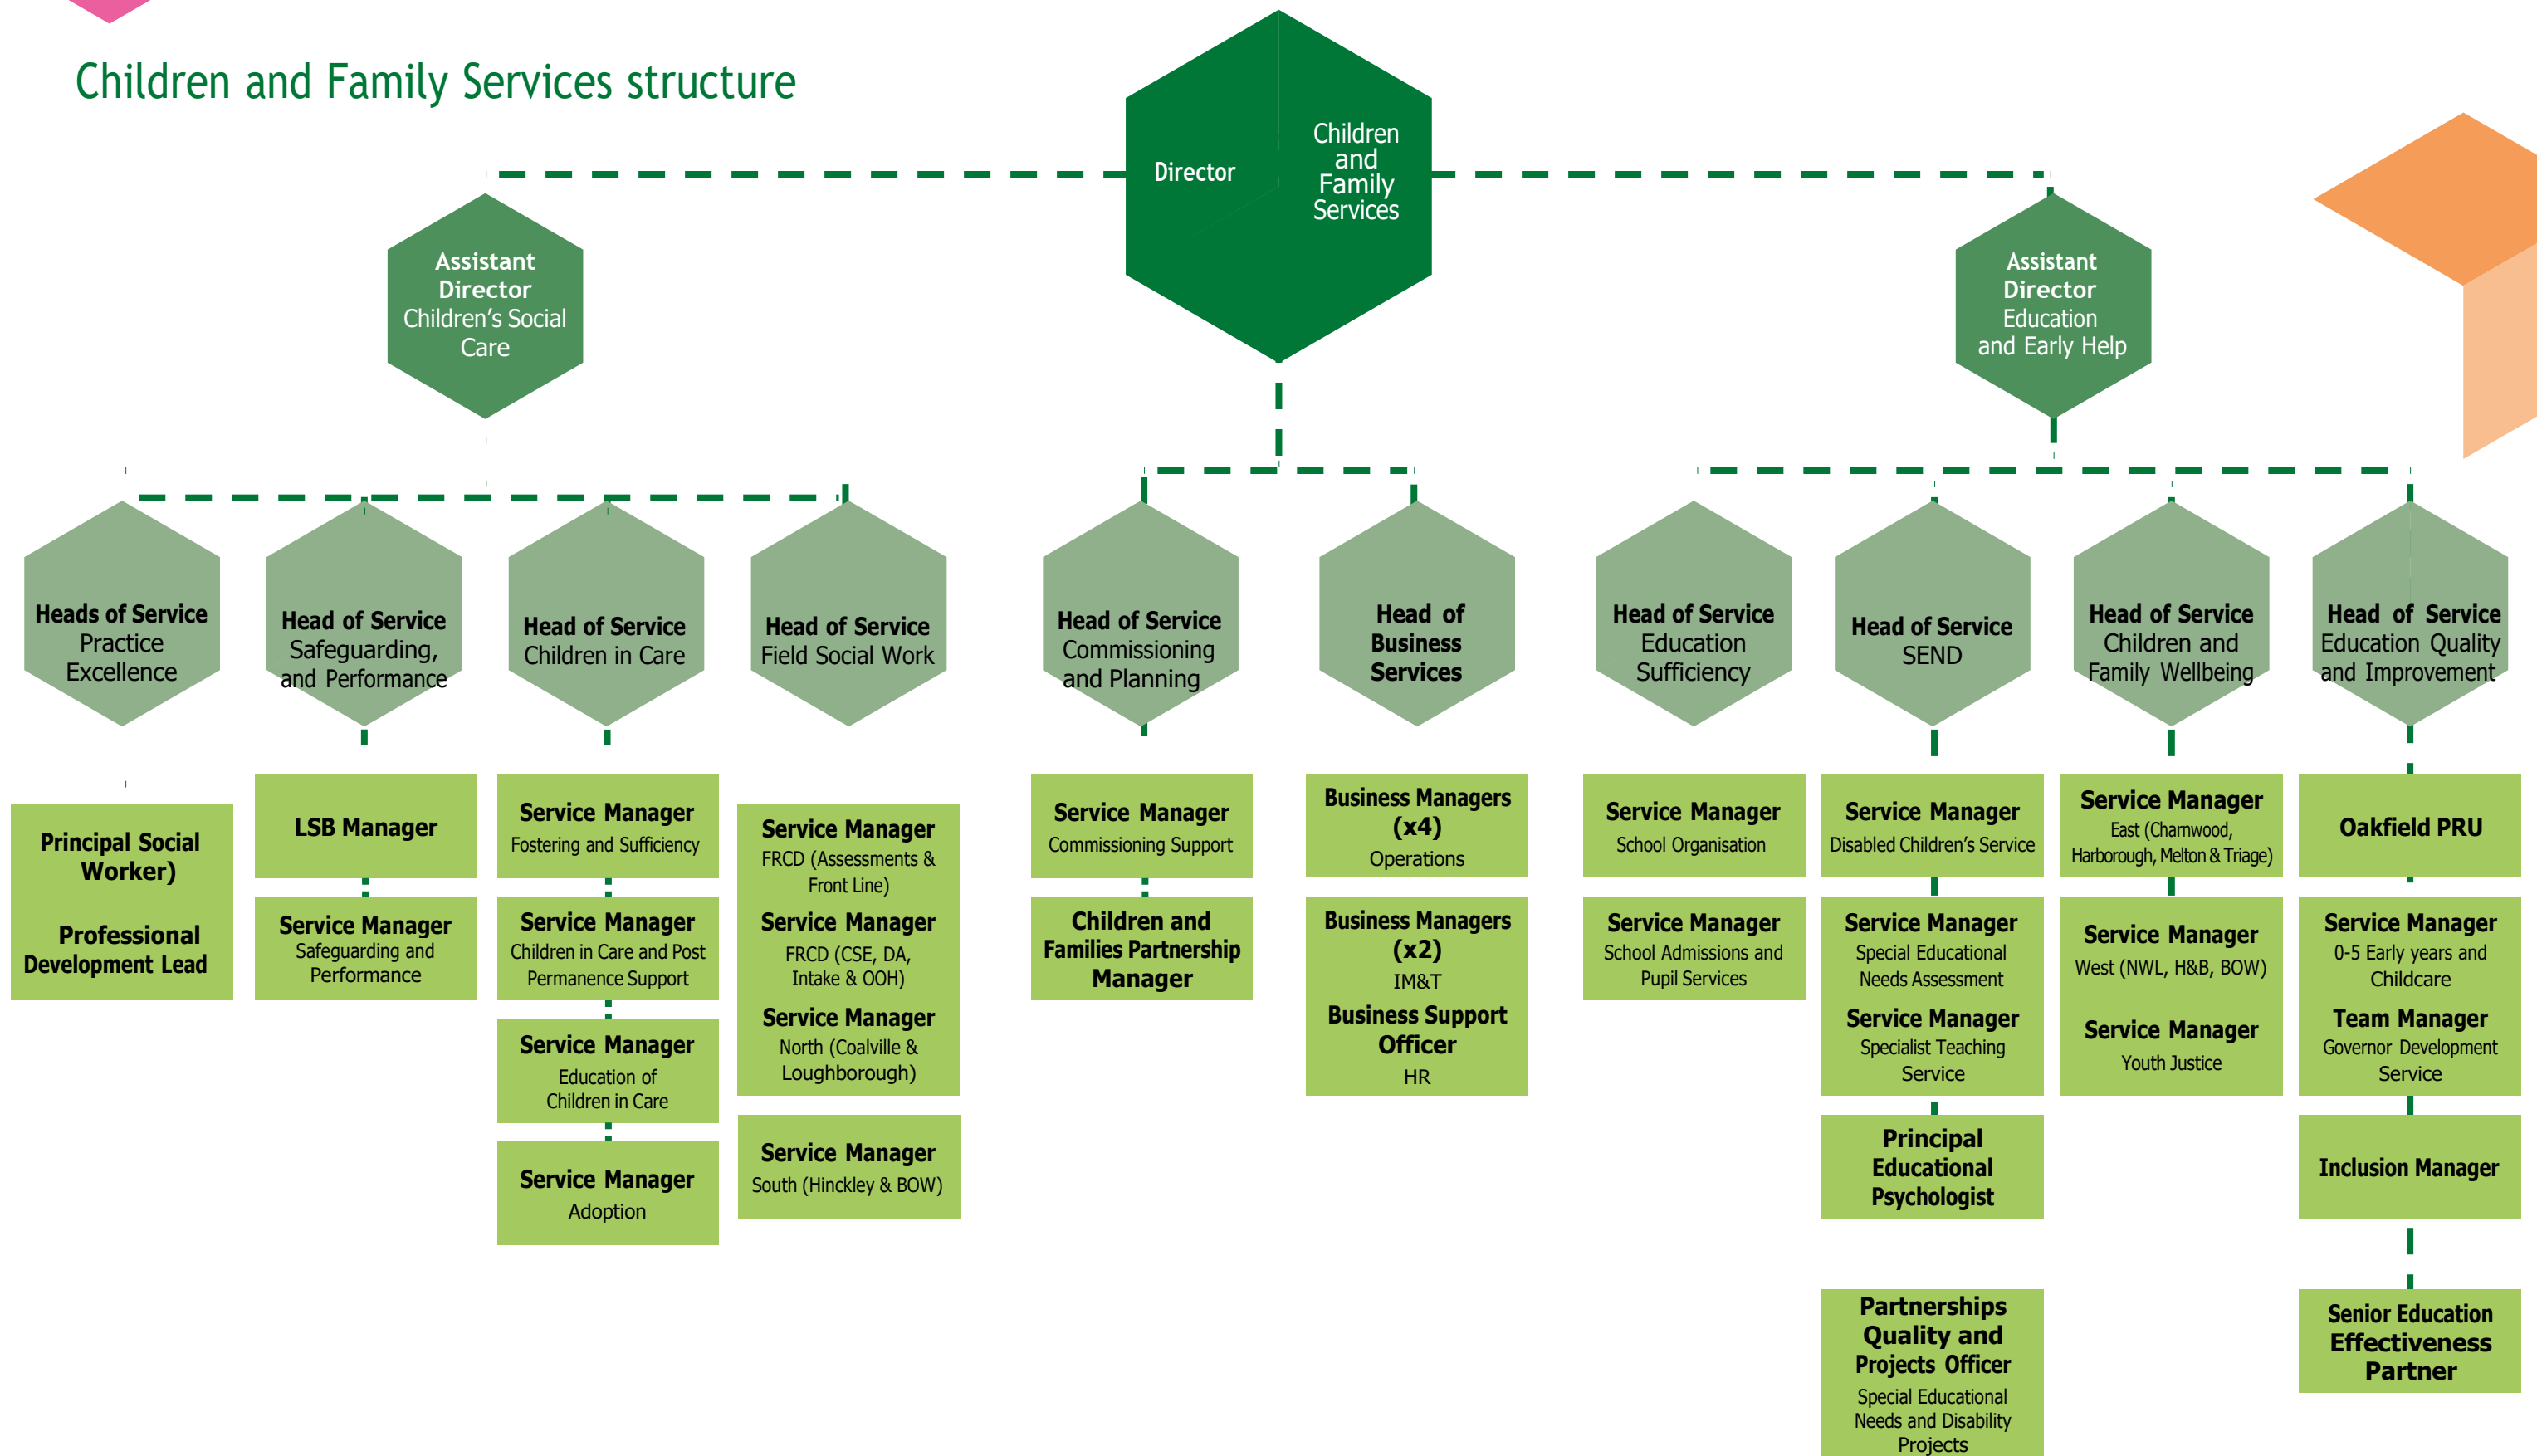 Children and Family Services structure
Director
Children
and
Family
Services
Assistant
Director
Children’s Social
Care
Assistant
Director
Education
and Early Help
Heads of Service
Practice
Excellence
Head of Service
Safeguarding,
and Performance
Head of Service
Children in Care
Head of Service
Field Social Work
Head of Service
Commissioning
and Planning
Head of
Business
Services
Head of Service
Education
Sufficiency
Head of Service
SEND
Head of Service
Children and
Family Wellbeing
Head of Service
Education Quality
and Improvement
Principal Social
Worker)
Professional
Development Lead
LSB Manager
Service Manager
Safeguarding and
Performance
Service Manager
Fostering and Sufficiency
Service Manager
Children in Care and Post
Permanence Support
Service Manager
Education of
Children in Care
Service Manager
Adoption
Service Manager
FRCD (Assessments &
Front Line)
Service Manager
FRCD (CSE, DA,
Intake & OOH)
Service Manager
North (Coalville &
Loughborough)
Service Manager
South (Hinckley & BOW)
Service Manager
Commissioning Support
Children and
Families Partnership
Manager
Business Managers
(x4)
Operations
Business Managers
(x2)
IM&T
Business Support
Officer
HR
Service Manager
School Organisation
Service Manager
School Admissions and
Pupil Services
Service Manager
Disabled Children’s Service
Service Manager
Special Educational
Needs Assessment
Service Manager
Specialist Teaching
Service
Principal
Educational
Psychologist
Partnerships
Quality and
Projects Officer
Special Educational
Needs and Disability
Projects
Service Manager
East (Charnwood,
Harborough, Melton & Triage)
Service Manager
West (NWL, H&B, BOW)
Service Manager
Youth Justice
Oakfield PRU
Service Manager
0-5 Early years and
Childcare
Team Manager
Governor Development
Service
Inclusion Manager
Senior Education
Effectiveness
Partner